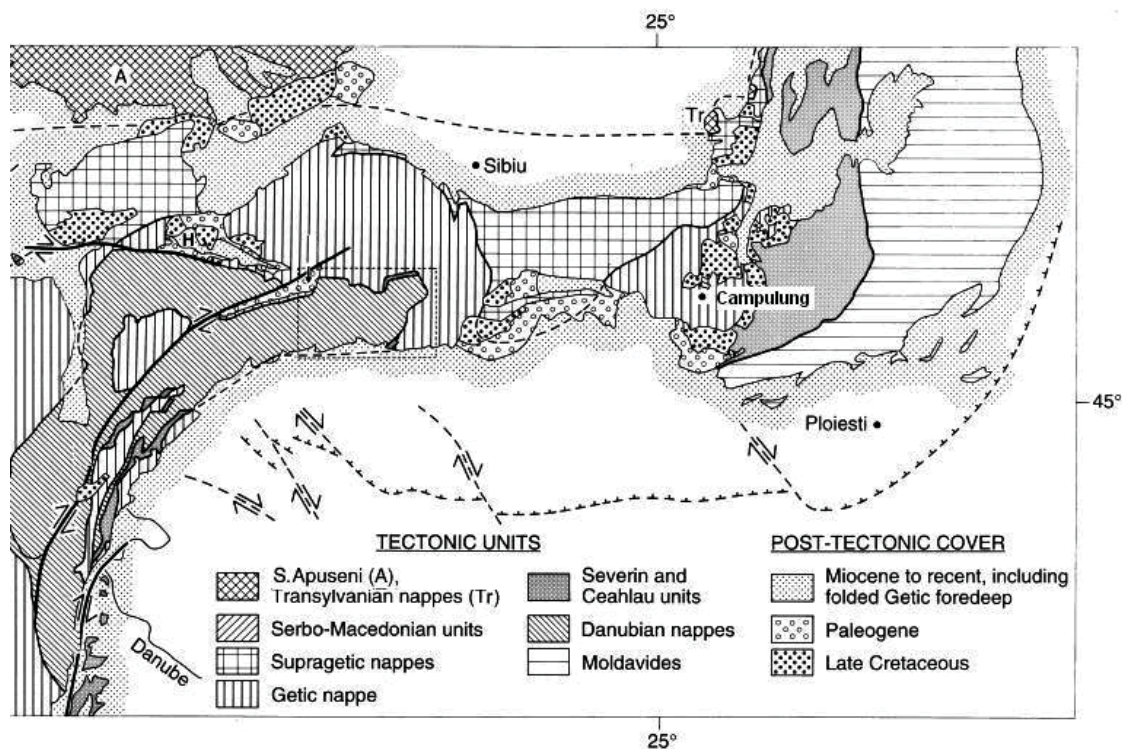 25°
A
Tr
Sibiu
H
Campulung
45°
Ploiesti
TECTONIC UNITS
S.Apuseni (A),
Transylvanian nappes (Tr)
Serbo-Macedonian units
Supragetic nappes
Getic nappe
Severin and
Ceahlau units
Danubian nappes
Moldavides
POST-TECTONIC COVER
Miocene to recent, including
folded Getic foredeep
Paleogene
Late Cretaceous
Danube
25°